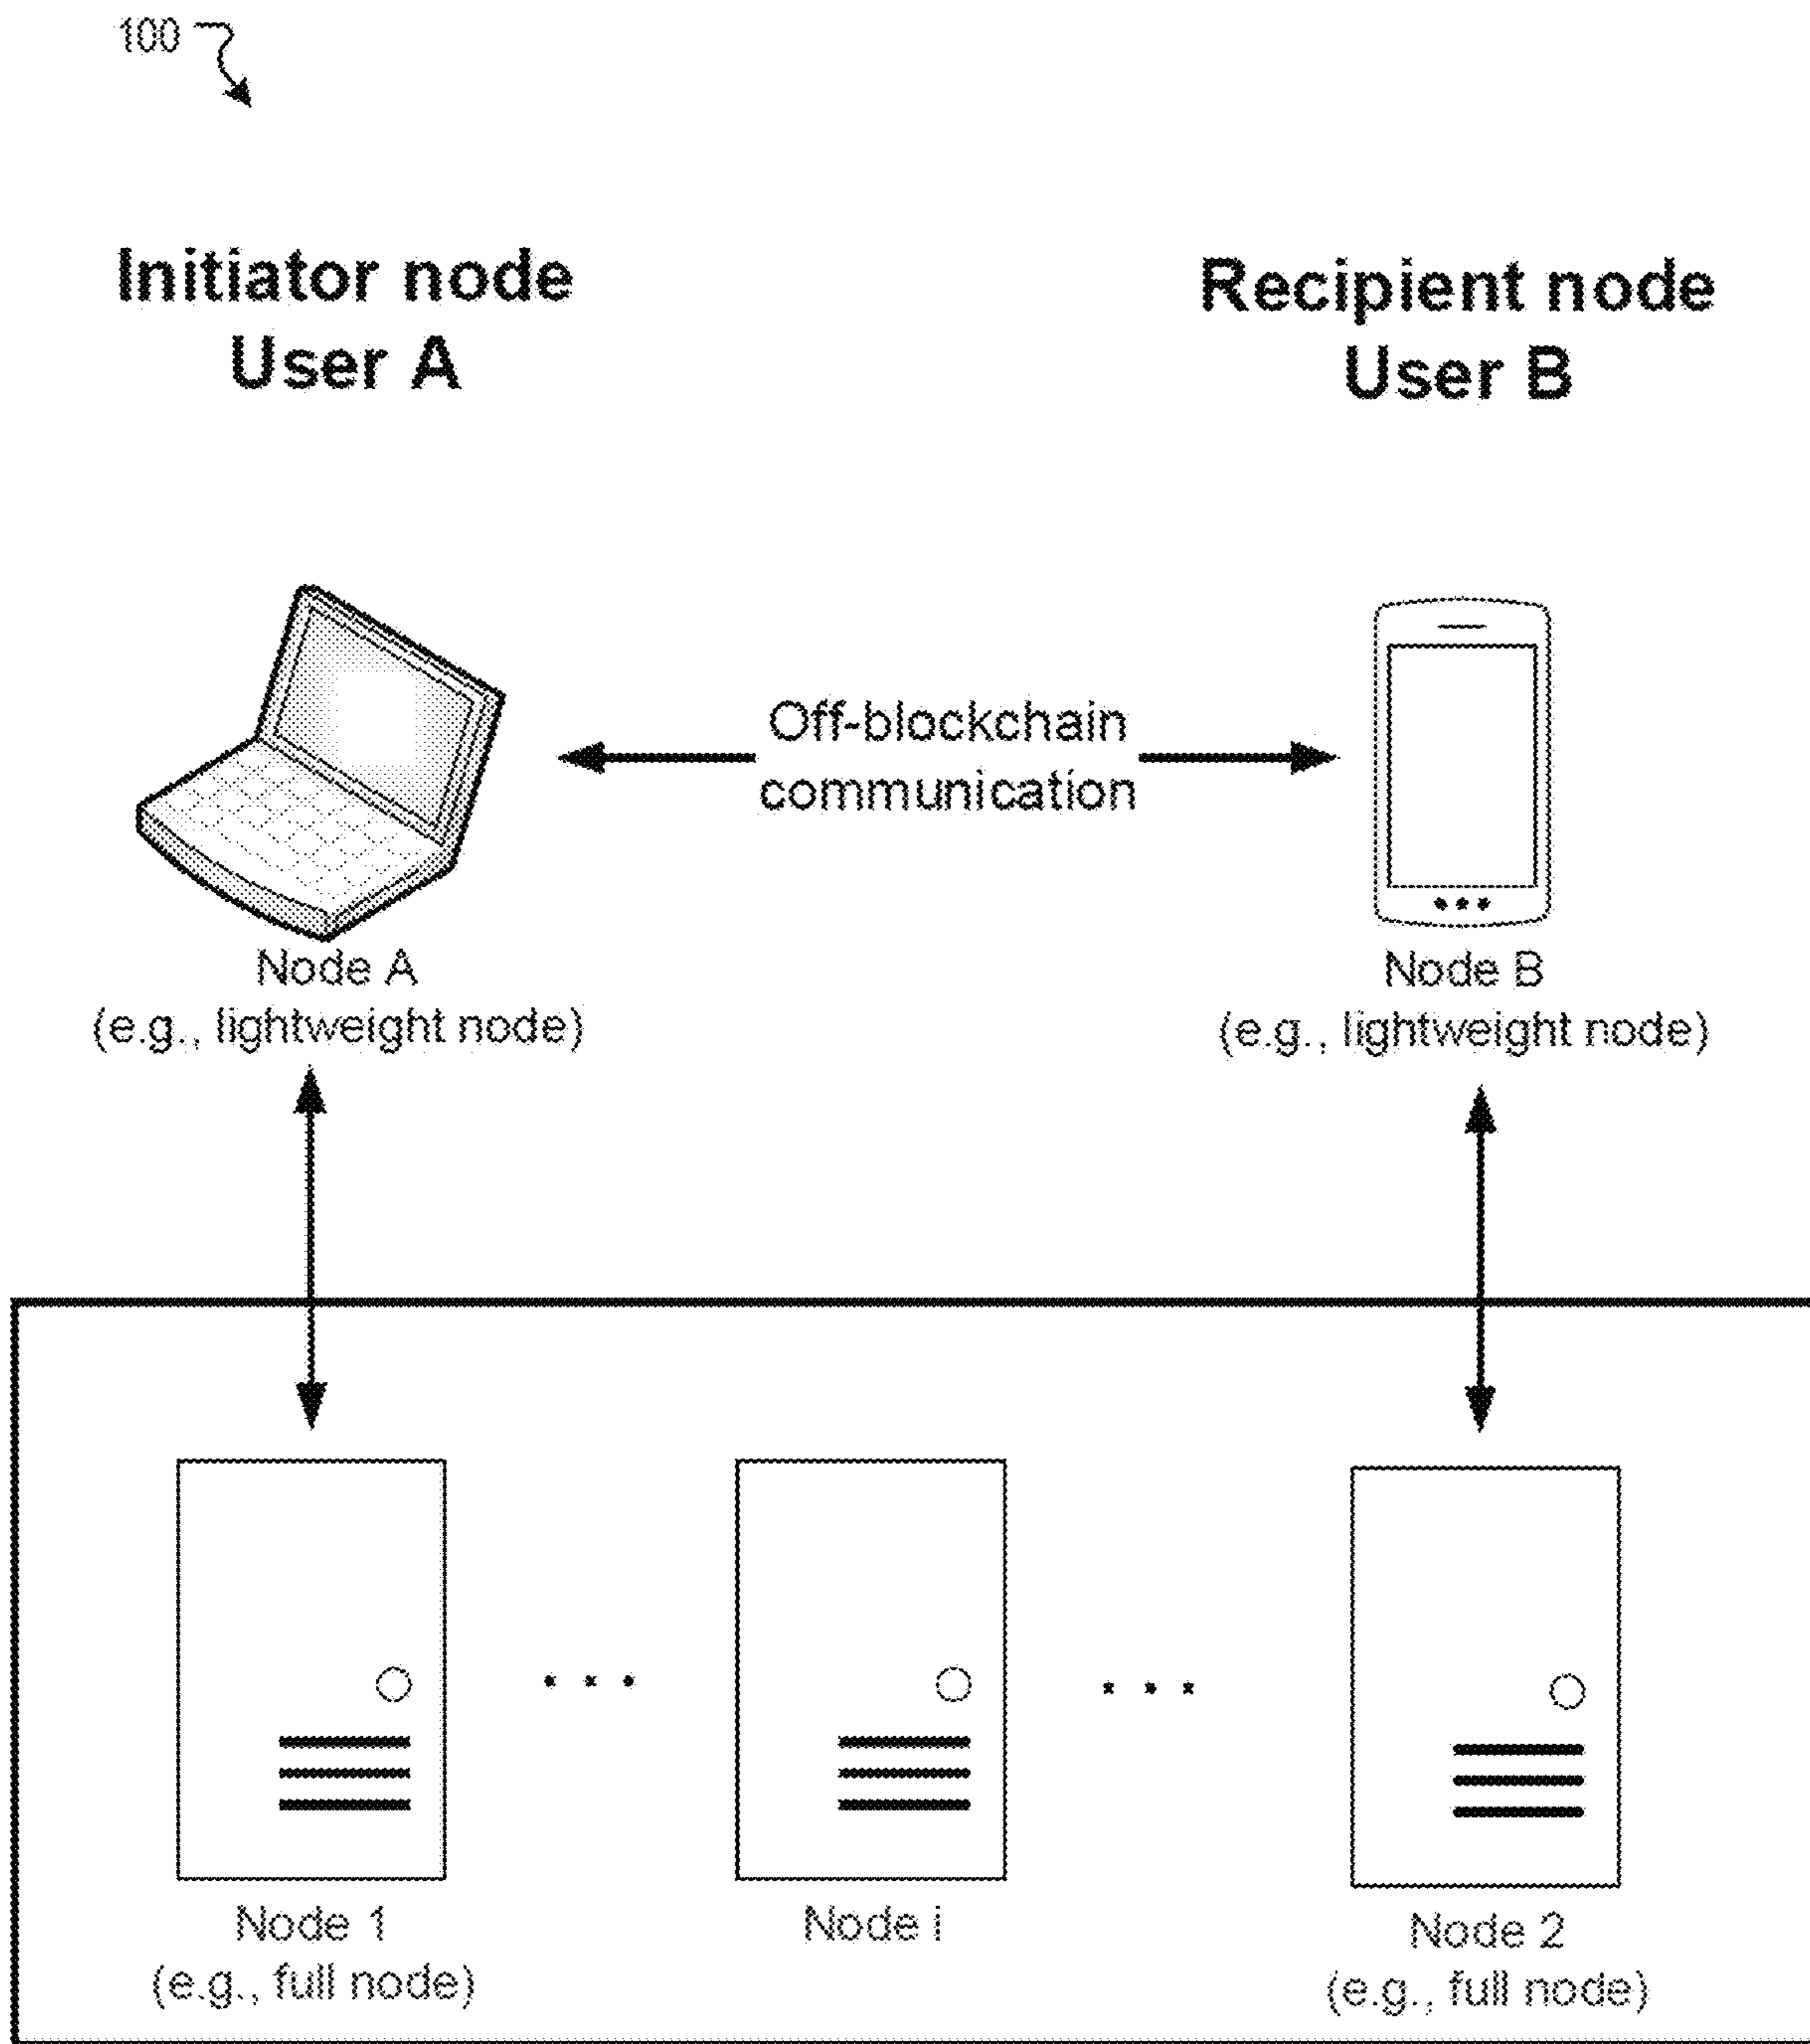 100
Initiator node
User A
Recipient node
User B
Off-blockchain
communication
Node A
(e.g., lightweight node)
Node B
(e.g., lightweight node)
Node 1
(e.g., full node)
Node i
Node 2
(e.g., full node)